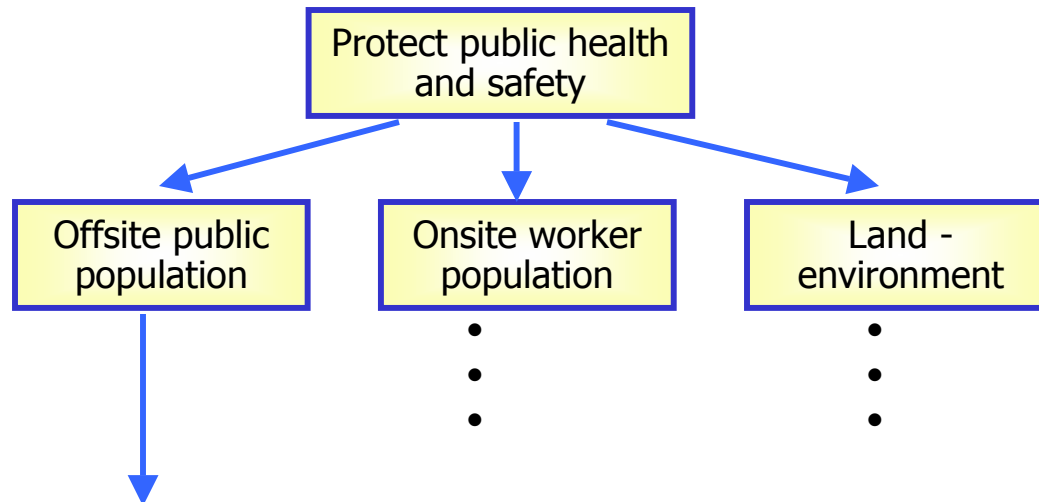 Protect public health
and safety
Offsite public
population
Onsite worker
population
Land -
environment